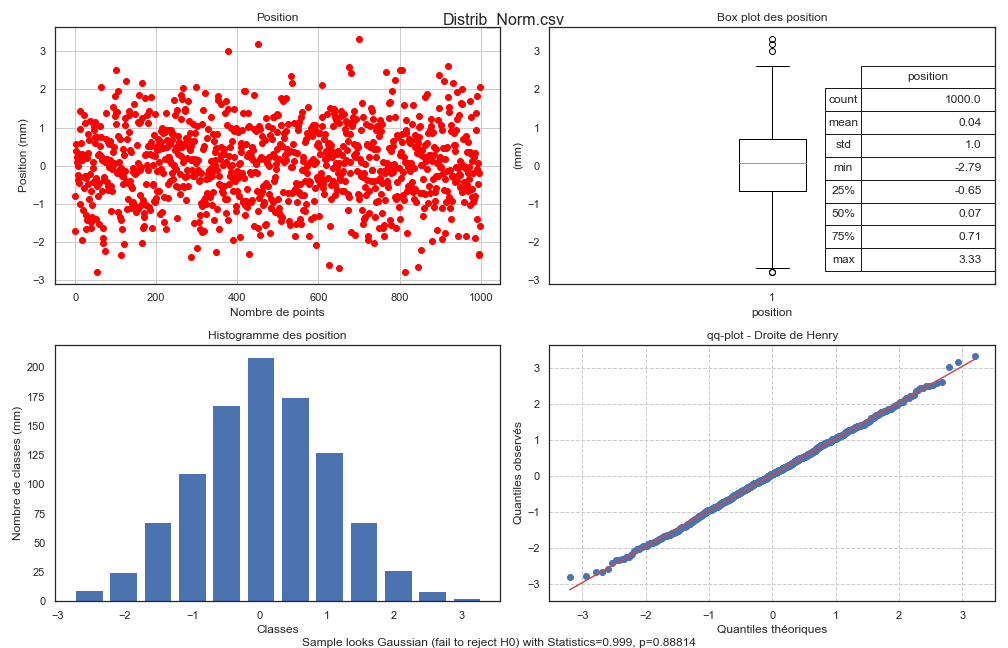 Distrib_Norm.csv
Position
3
2
1
0
−1
−2
−3
Position (mm)
0
200
400
600
800
1000
Nombre de points
Box plot des position
3
2
1
0
−1
−2
−3
(mm)
1
position
position
count 1000.0
mean 0.04
std 1.0
min -2.79
25% -0.65
50% 0.07
75% 0.71
max 3.33
Histogramme des position
200
175
150
125
100
75
50
25
0
Nombre de classes (mm)
−3
−2
−1
0
1
2
3
Classes
qq-plot - Droite de Henry
3
2
1
0
−1
−2
−3
Quantiles observés
−3
−2
−1
0
1
2
3
Quantiles théoriques
Sample looks Gaussian (fail to reject H0) with Statistics=0.999, p=0.88814